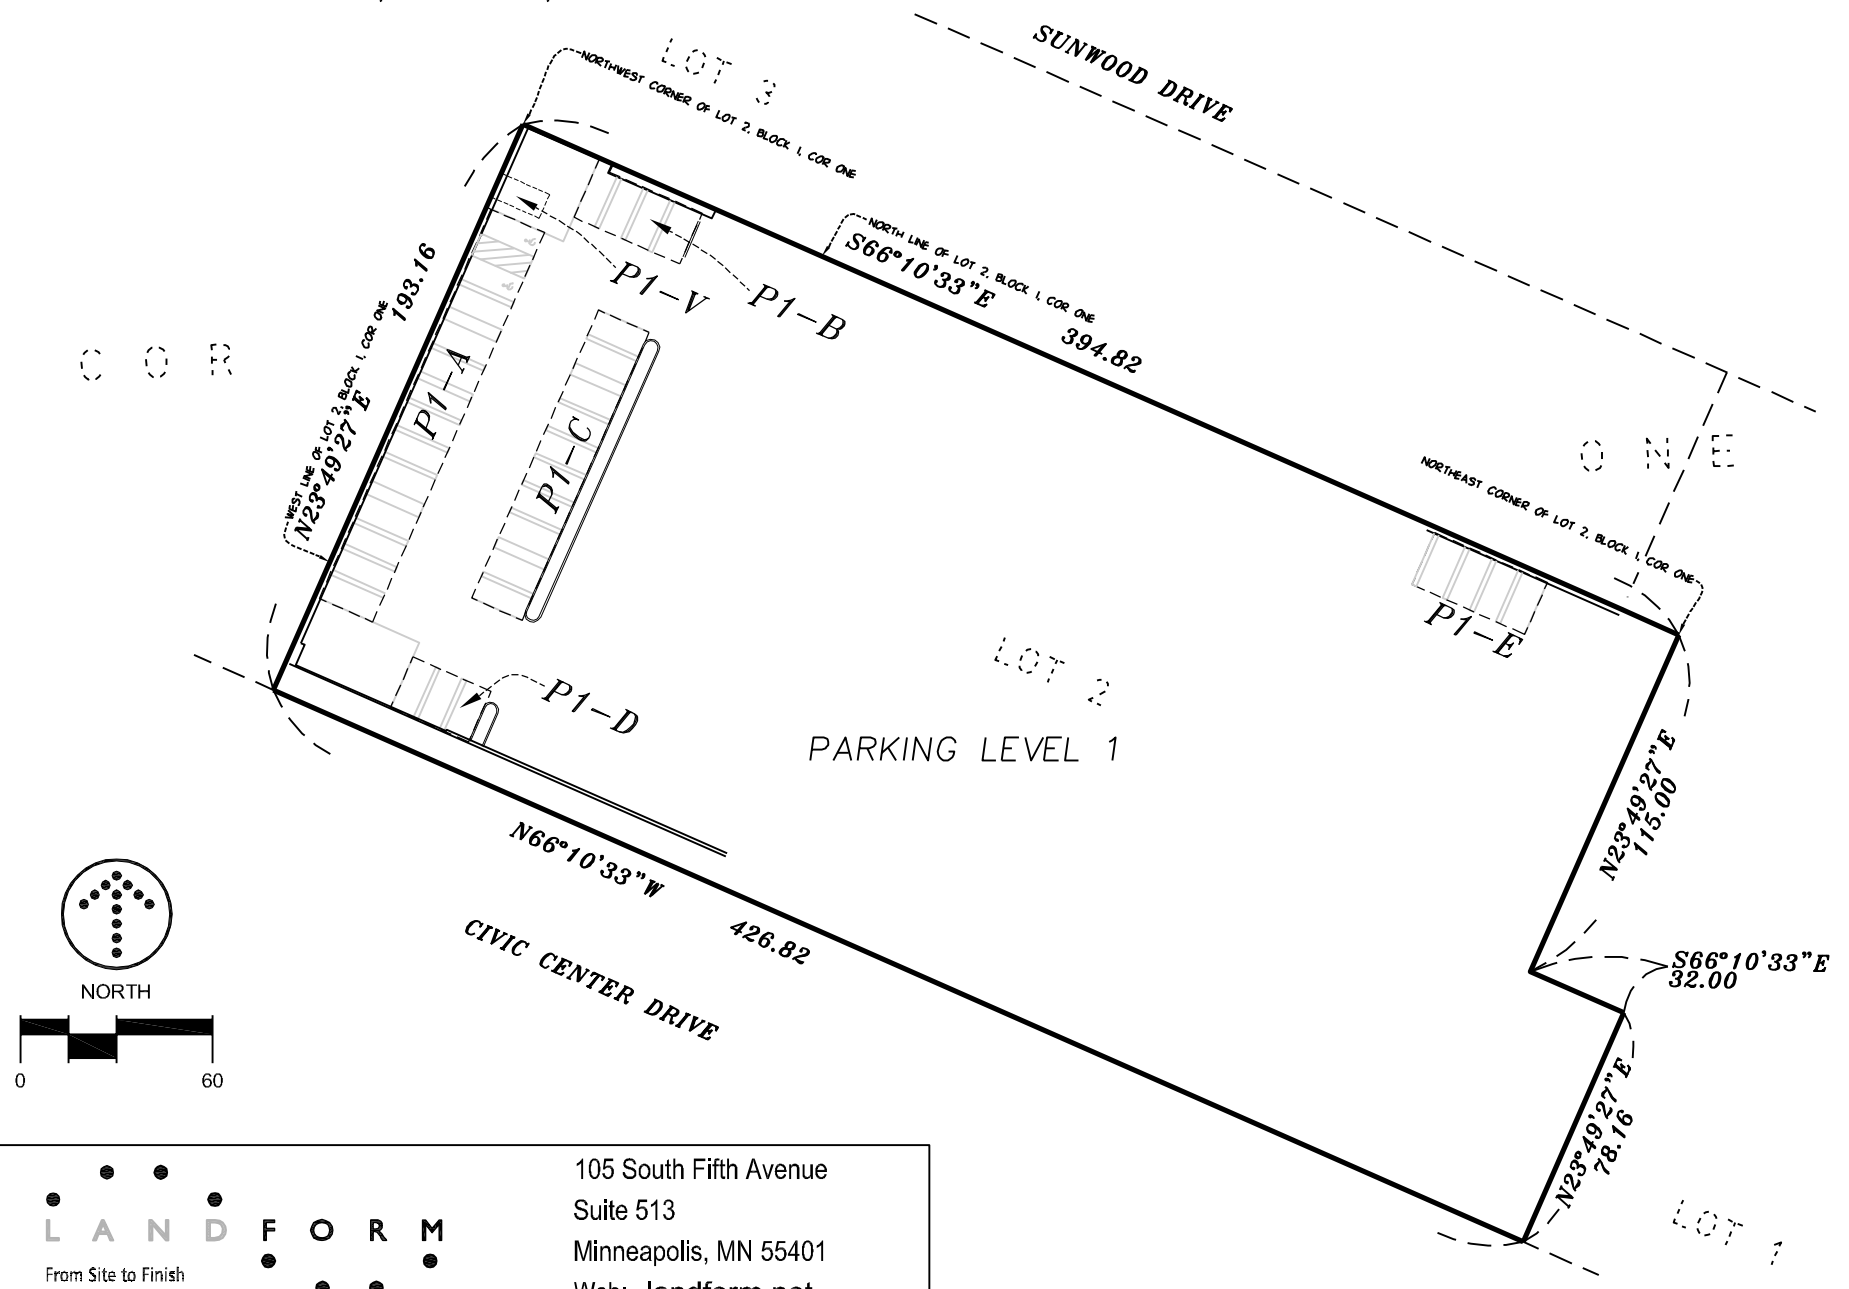 SUNWOOD DRIVE
LOT 3
NORTHWEST CORNER OF LOT 2, BLOCK 1, COR ONE
NORTH LINE OF LOT 2, BLOCK 1, COR ONE
S66°10'33"E
394.82
193.16
WEST LINE OF LOT 2, BLOCK 1, COR ONE
N23°49'27"E
C O R
O N E
P1-V
P1-B
P1-A
P1-C
NORTHEAST CORNER OF LOT 2, BLOCK 1, COR ONE
P1-E
LOT 2
P1-D
PARKING LEVEL 1
N23°49'27"E
115.00
N66°10'33"W
426.82
CIVIC CENTER DRIVE
S66°10'33"E
32.00
N23°49'27"E
78.16
LOT 1
NORTH
0 60
LANDFORM
From Site to Finish
105 South Fifth Avenue
Suite 513
Minneapolis, MN 55401
Web: landform.net